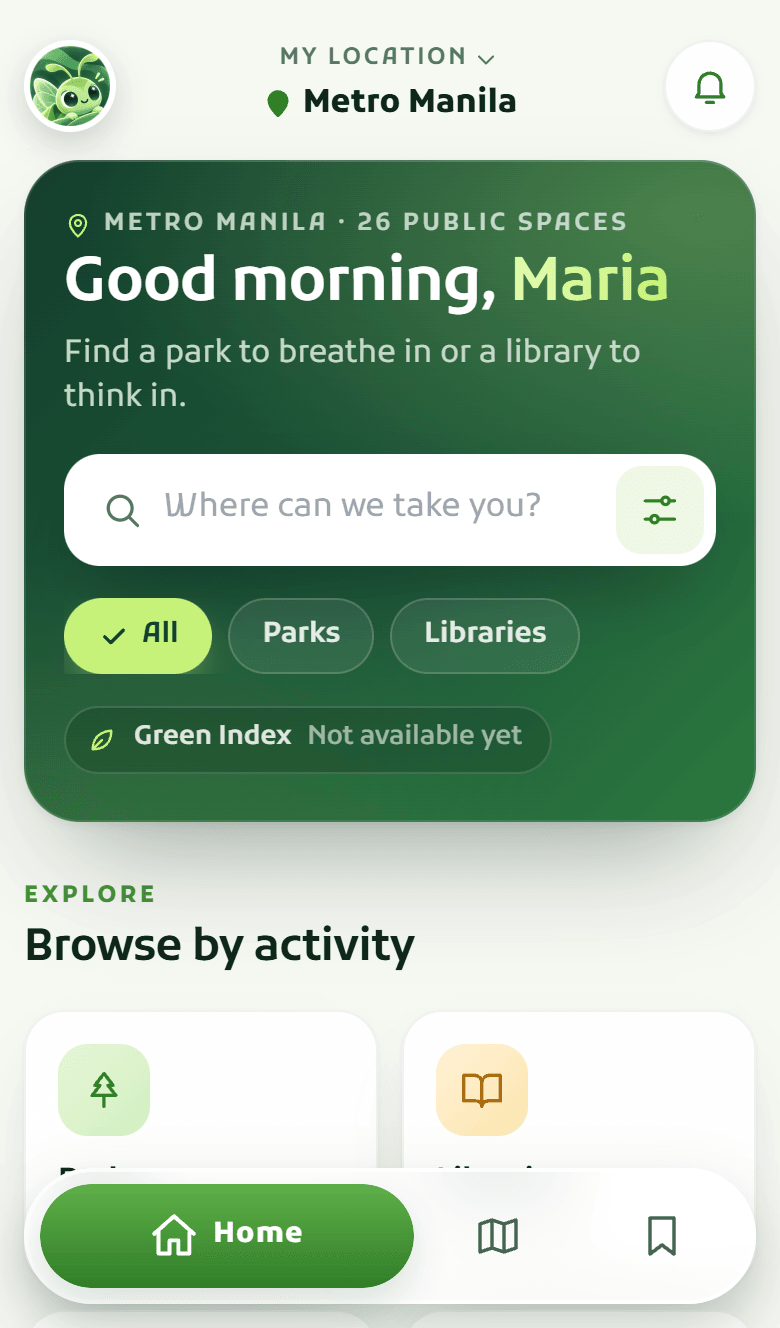 MY LOCATION
Metro Manila
METRO MANILA · 26 PUBLIC SPACES
Good morning, Maria
Find a park to breathe in or a library to
think in.
Where can we take you?
All
Parks
Libraries
Green Index Not available yet
EXPLORE
Browse by activity
Home